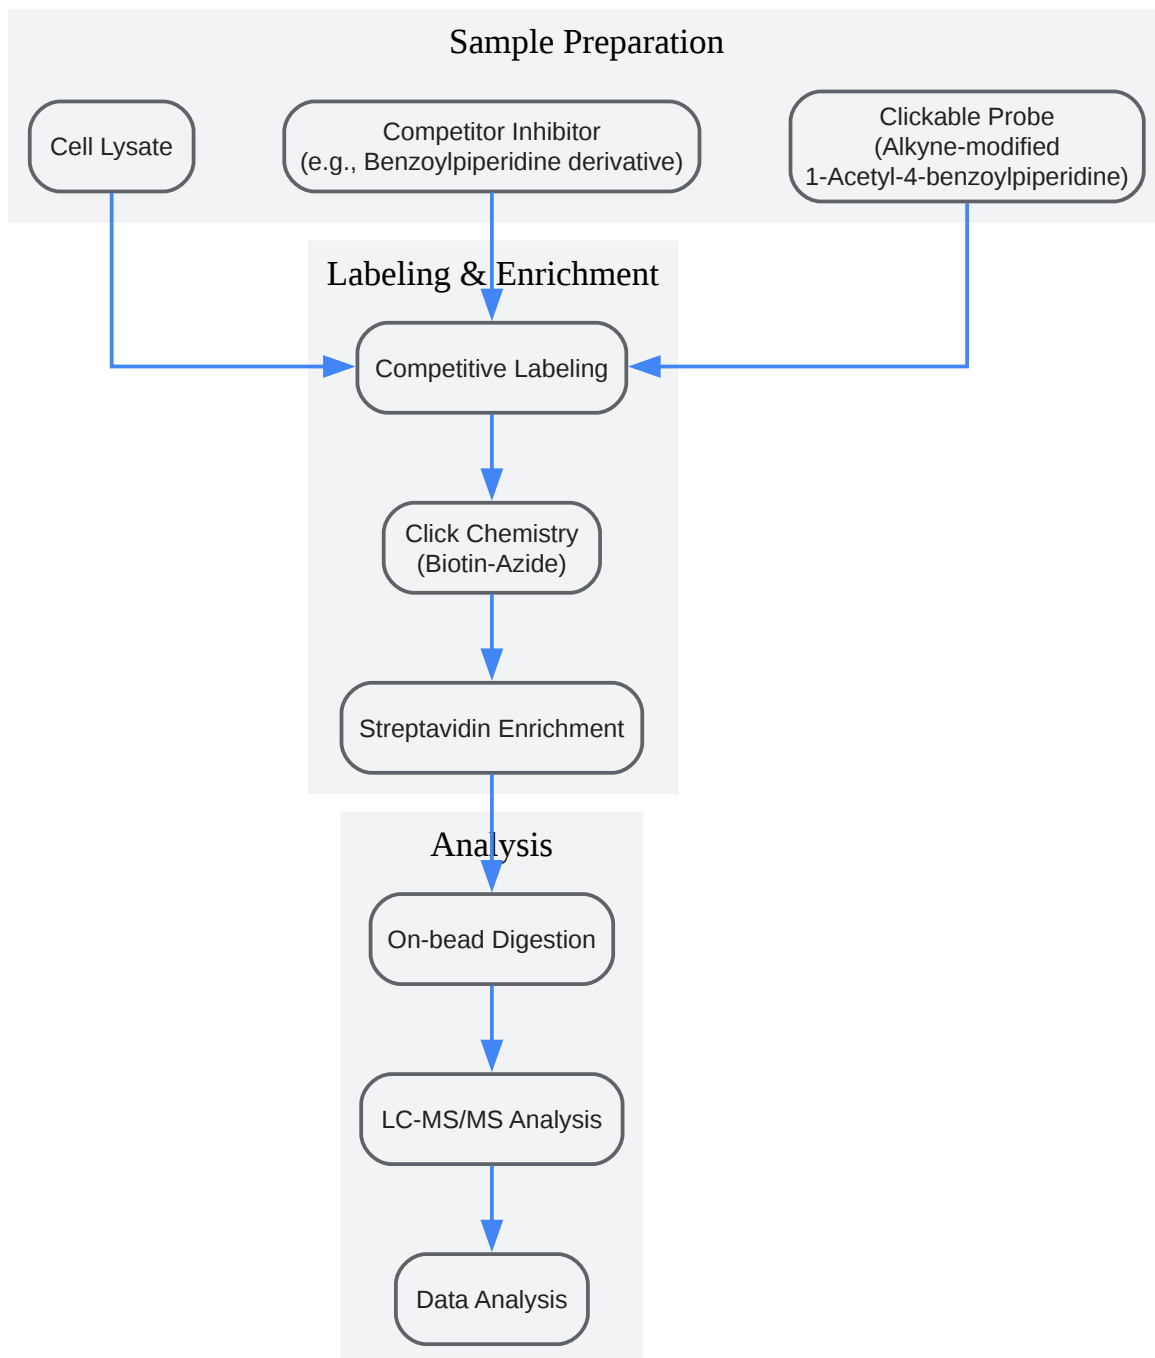 Sample Preparation
Cell Lysate
Competitor Inhibitor
(e.g., Benzoylpiperidine derivative)
Clickable Probe
(Alkyne-modified
1-Acetyl-4-benzoylpiperidine)
Labeling & Enrichment
Competitive Labeling
Click Chemistry
(Biotin-Azide)
Streptavidin Enrichment
Analysis
On-bead Digestion
LC-MS/MS Analysis
Data Analysis